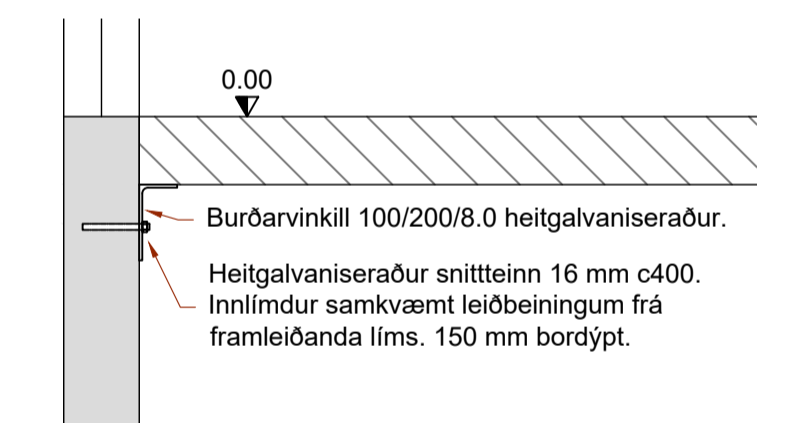 0.00
Burðarvinkill 100/200/8.0 heitgalvaniseraður.
Heitgalvaniseraður snittteinn 16 mm c400.
Innlímdur samkvæmt leiðbeiningum frá
framleiðanda líms. 150 mm bordýpt.